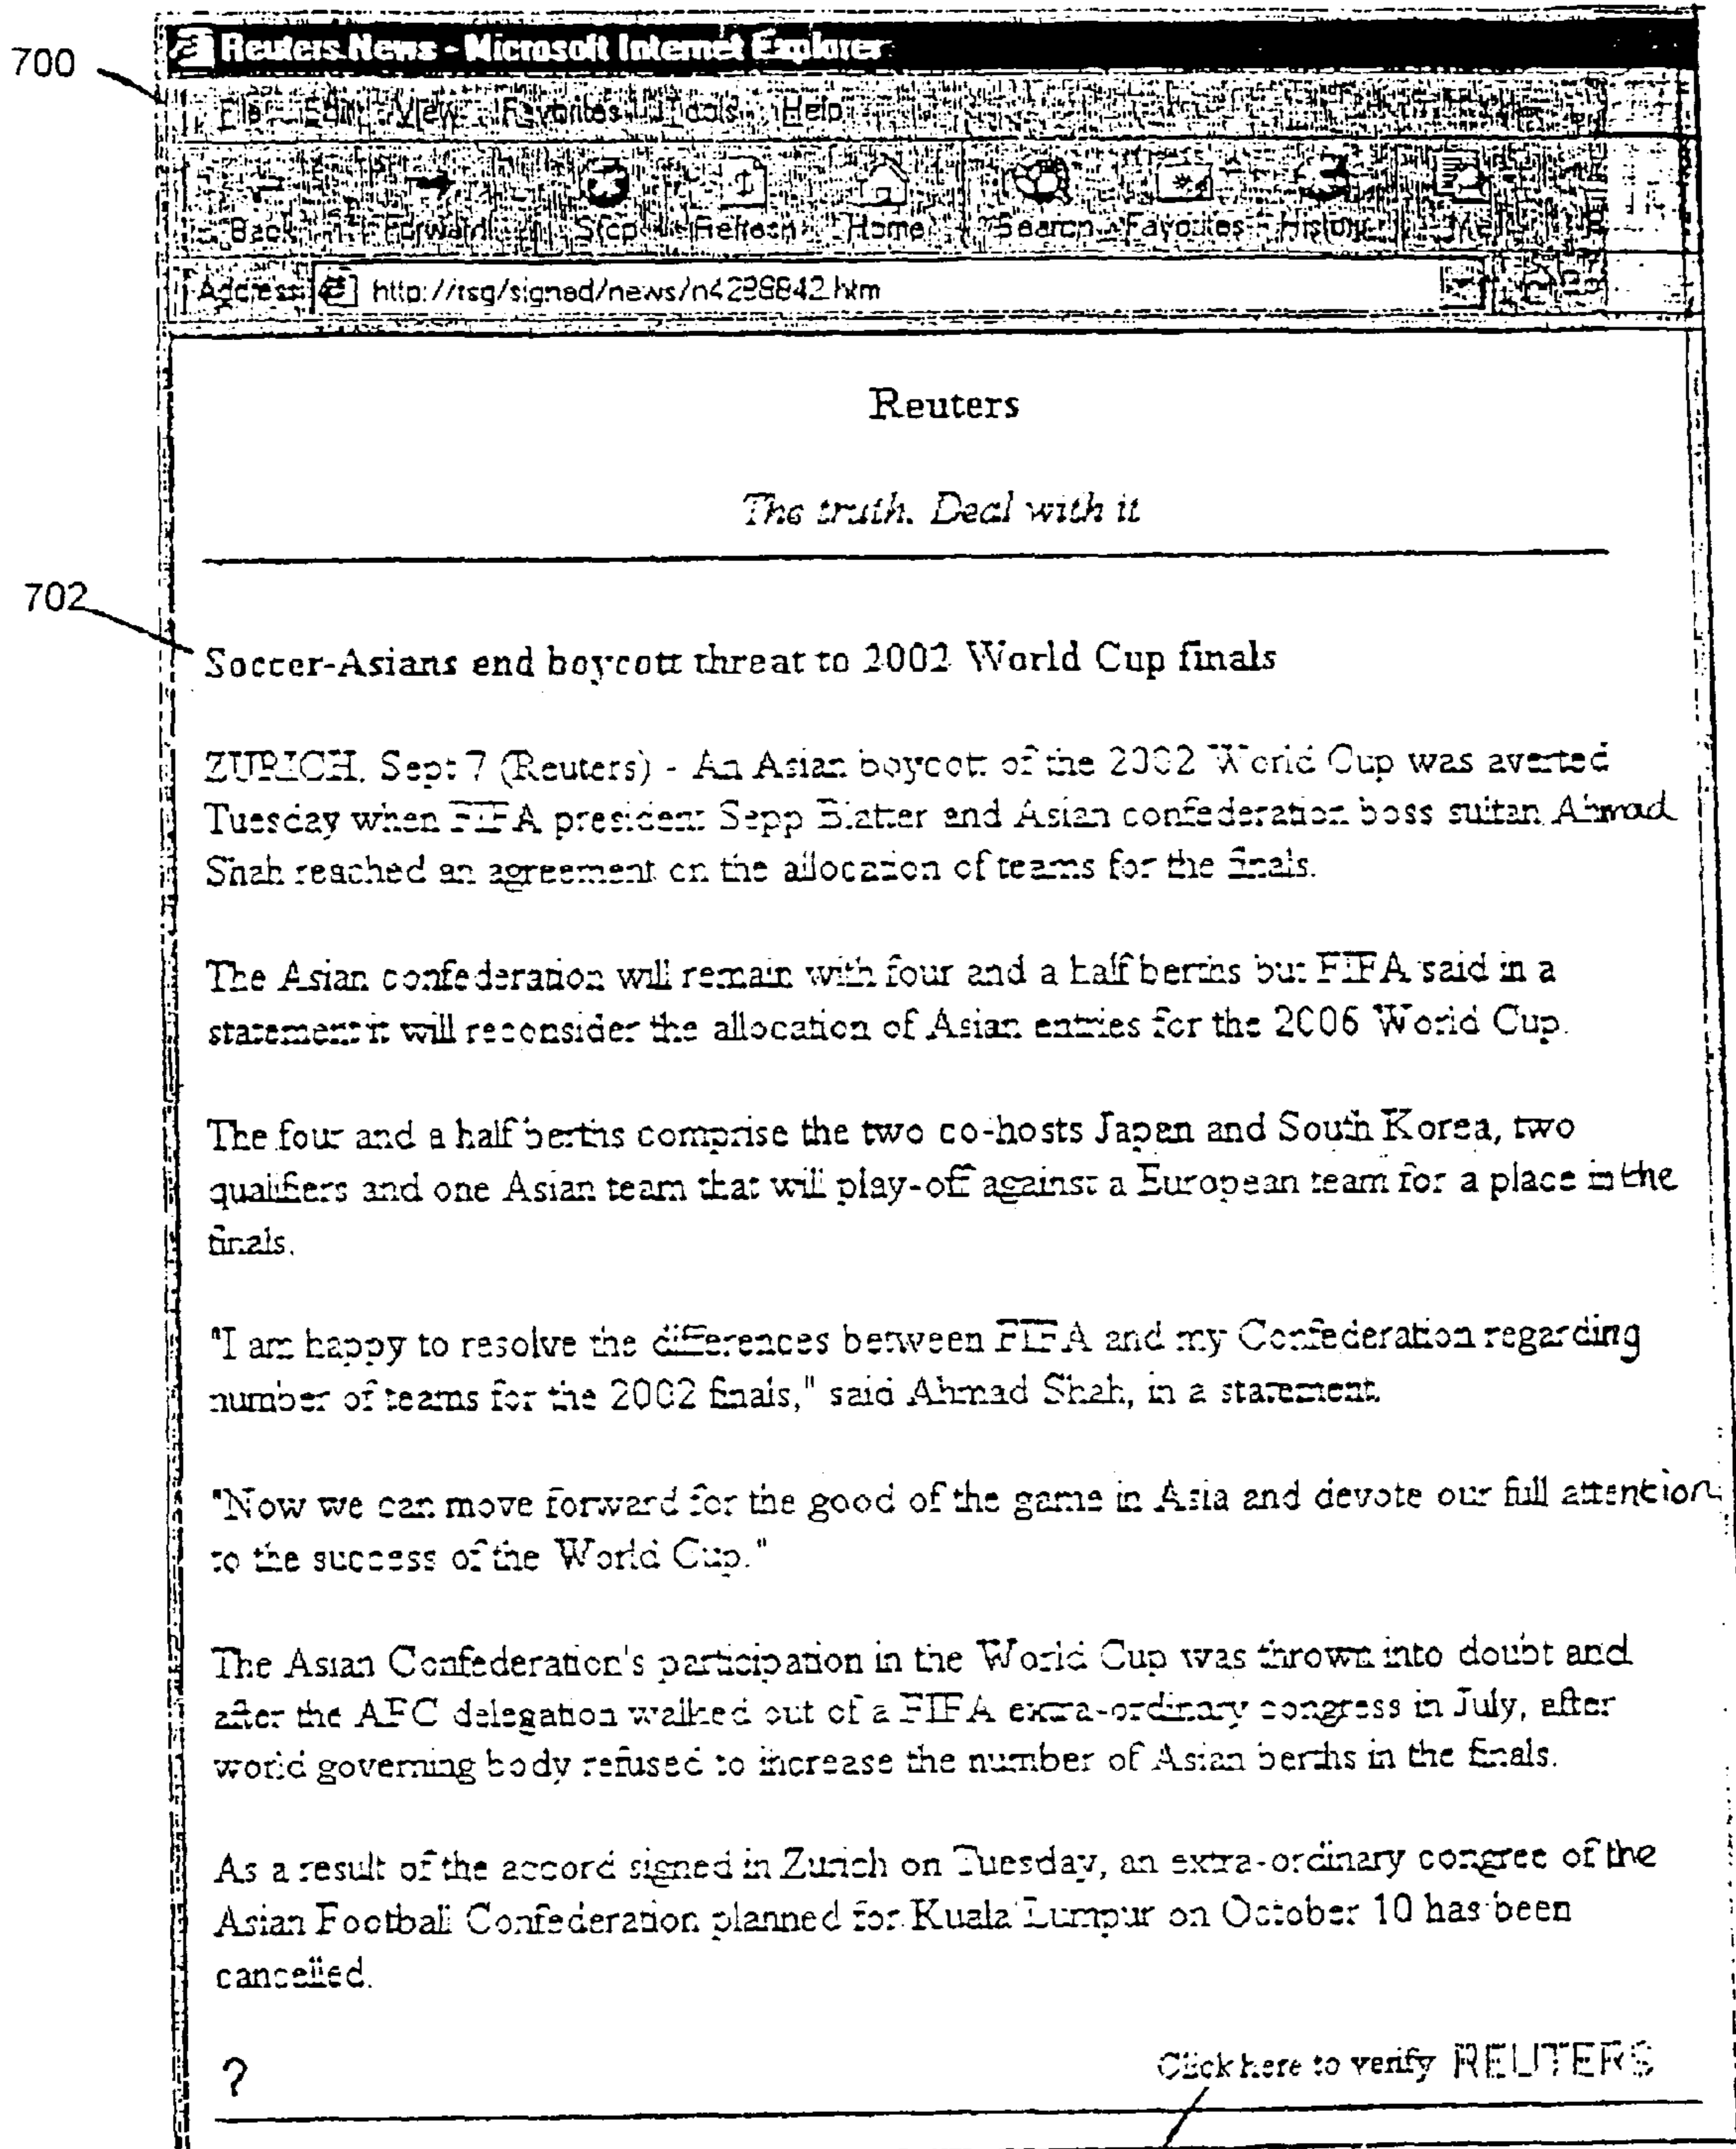 700
Reuters News - Microsoft Internet Explorer
File Edit View Favorites Tools Help
Back Forward Stop Refresh Home Search Favorites History
Address http://rsg/signed/news/n4298842.htm
Reuters
The truth. Deal with it
702
Soccer-Asians end boycott threat to 2002 World Cup finals
ZURICH, Sept 7 (Reuters) - An Asian boycott of the 2002 World Cup was averted
Tuesday when FIFA president Sepp Blatter and Asian confederation boss sultan Ahmad
Shah reached an agreement on the allocation of teams for the finals.
The Asian confederation will remain with four and a half berths but FIFA said in a
statement it will reconsider the allocation of Asian entries for the 2006 World Cup.
The four and a half berths comprise the two co-hosts Japan and South Korea, two
qualifiers and one Asian team that will play-off against a European team for a place in the
finals.
"I am happy to resolve the differences between FIFA and my Confederation regarding
number of teams for the 2002 finals," said Ahmad Shah, in a statement.
"Now we can move forward for the good of the game in Asia and devote our full attention
to the success of the World Cup."
The Asian Confederation's participation in the World Cup was thrown into doubt and
after the AFC delegation walked out of a FIFA extra-ordinary congress in July, after
world governing body refused to increase the number of Asian berths in the finals.
As a result of the accord signed in Zurich on Tuesday, an extra-ordinary congree of the
Asian Football Confederation planned for Kuala Lumpur on October 10 has been
cancelled.
?
Click here to verify REUTERS